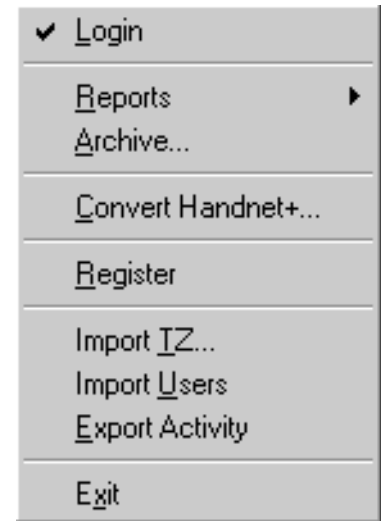 Login
Reports
Archive...
Convert Handnet+...
Register
Import TZ...
Import Users
Export Activity
Exit